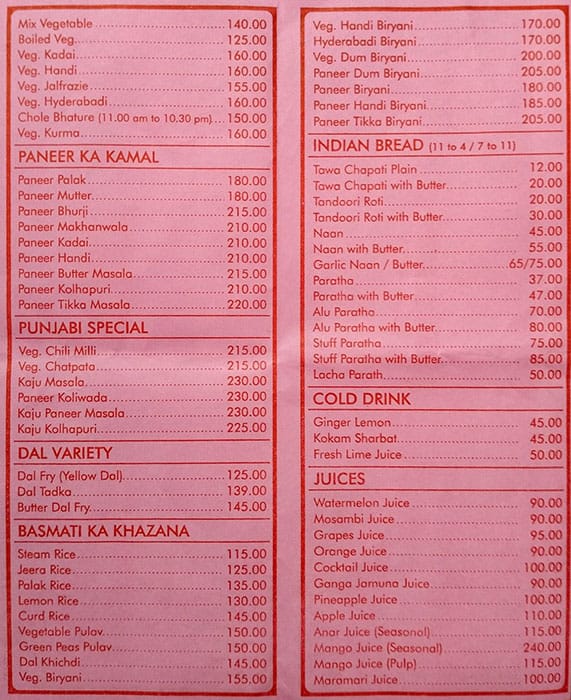 Mix Vegetable 140.00
Boiled Veg. 125.00
Veg. Kadai 160.00
Veg. Handi 160.00
Veg. Jalfrazie 155.00
Veg. Hyderabadi 160.00
Chole Bhature (11.00 am to 10.30 pm) 150.00
Veg. Kurma 160.00
PANEER KA KAMAL
Paneer Palak 180.00
Paneer Mutter 180.00
Paneer Bhurji 215.00
Paneer Makhanwala 210.00
Paneer Kadai 210.00
Paneer Handi 210.00
Paneer Butter Masala 215.00
Paneer Kolhapuri 210.00
Paneer Tikka Masala 220.00
PUNJABI SPECIAL
Veg. Chili Milli 215.00
Veg. Chatpata 215.00
Kaju Masala 230.00
Paneer Koliwada 230.00
Kaju Paneer Masala 230.00
Kaju Kolhapuri 225.00
DAL VARIETY
Dal Fry (Yellow Dal) 125.00
Dal Tadka 139.00
Butter Dal Fry 145.00
BASMATI KA KHAZANA
Steam Rice 115.00
Jeera Rice 125.00
Palak Rice 135.00
Lemon Rice 130.00
Curd Rice 145.00
Vegetable Pulav 150.00
Green Peas Pulav 150.00
Dal Khichdi 145.00
Veg. Biryani 155.00
Veg. Handi Biryani 170.00
Hyderabadi Biryani 170.00
Veg. Dum Biryani 200.00
Paneer Dum Biryani 205.00
Paneer Biryani 180.00
Paneer Handi Biryani 185.00
Paneer Tikka Biryani 205.00
INDIAN BREAD (11 to 4 / 7 to 11)
Tawa Chapati Plain 12.00
Tawa Chapati with Butter 20.00
Tandoori Roti 20.00
Tandoori Roti with Butter 30.00
Naan 45.00
Naan with Butter 55.00
Garlic Naan / Butter 65/75.00
Paratha 37.00
Paratha with Butter 47.00
Alu Paratha 70.00
Alu Paratha with Butter 80.00
Stuff Paratha 75.00
Stuff Paratha with Butter 85.00
Lacha Parath 50.00
COLD DRINK
Ginger Lemon 45.00
Kokam Sharbat 45.00
Fresh Lime Juice 50.00
JUICES
Watermelon Juice 90.00
Mosambi Juice 90.00
Grapes Juice 95.00
Orange Juice 90.00
Cocktail Juice 100.00
Ganga Jamuna Juice 90.00
Pineapple Juice 100.00
Apple Juice 110.00
Anar Juice (Seasonol) 115.00
Mango Juice (Seasonal) 240.00
Mango Juice (Pulp) 115.00
Maramari Juice 100.00